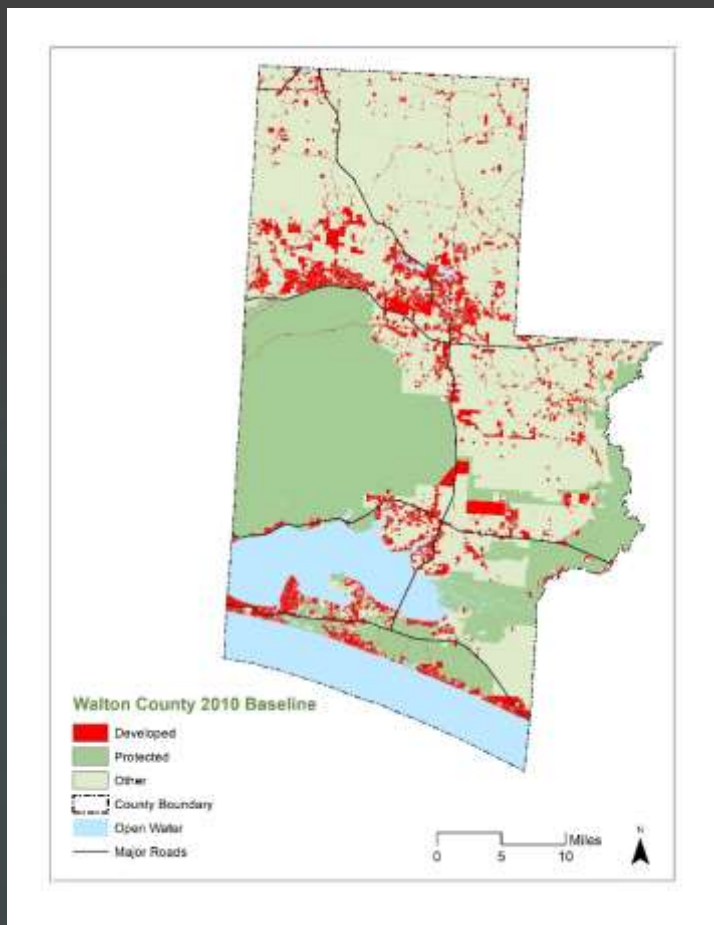 Walton County 2010 Baseline
Developed
Protected
Other
County Boundary
Open Water
Major Roads
0 5 10 Miles
N